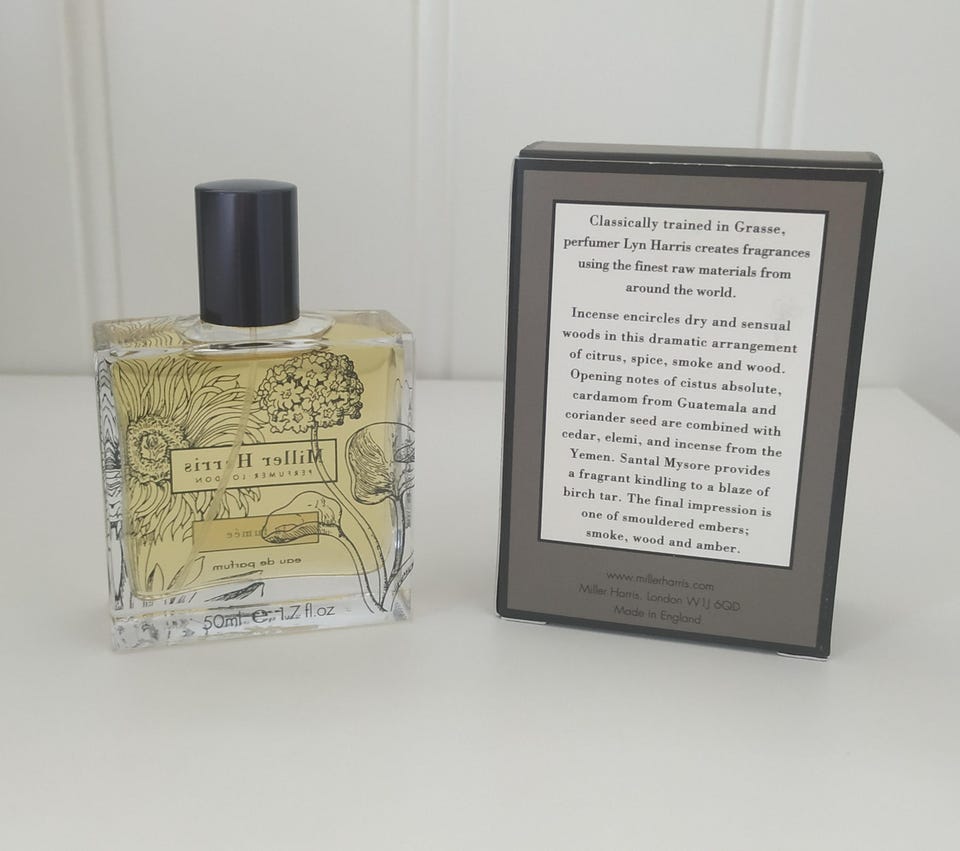 Miller Harris
PERFUMER LONDON
umée
eau de parfum
50ml e 1.7 fl.oz
Classically trained in Grasse,
perfumer Lyn Harris creates fragrances
using the finest raw materials from
around the world.
Incense encircles dry and sensual
woods in this dramatic arrangement
of citrus, spice, smoke and wood.
Opening notes of cistus absolute,
cardamom from Guatemala and
coriander seed are combined with
cedar, elemi, and incense from the
Yemen. Santal Mysore provides
a fragrant kindling to a blaze of
birch tar. The final impression is
one of smouldered embers;
smoke, wood and amber.
www.millerharris.com
Miller Harris, London W1J 6QD
Made in England